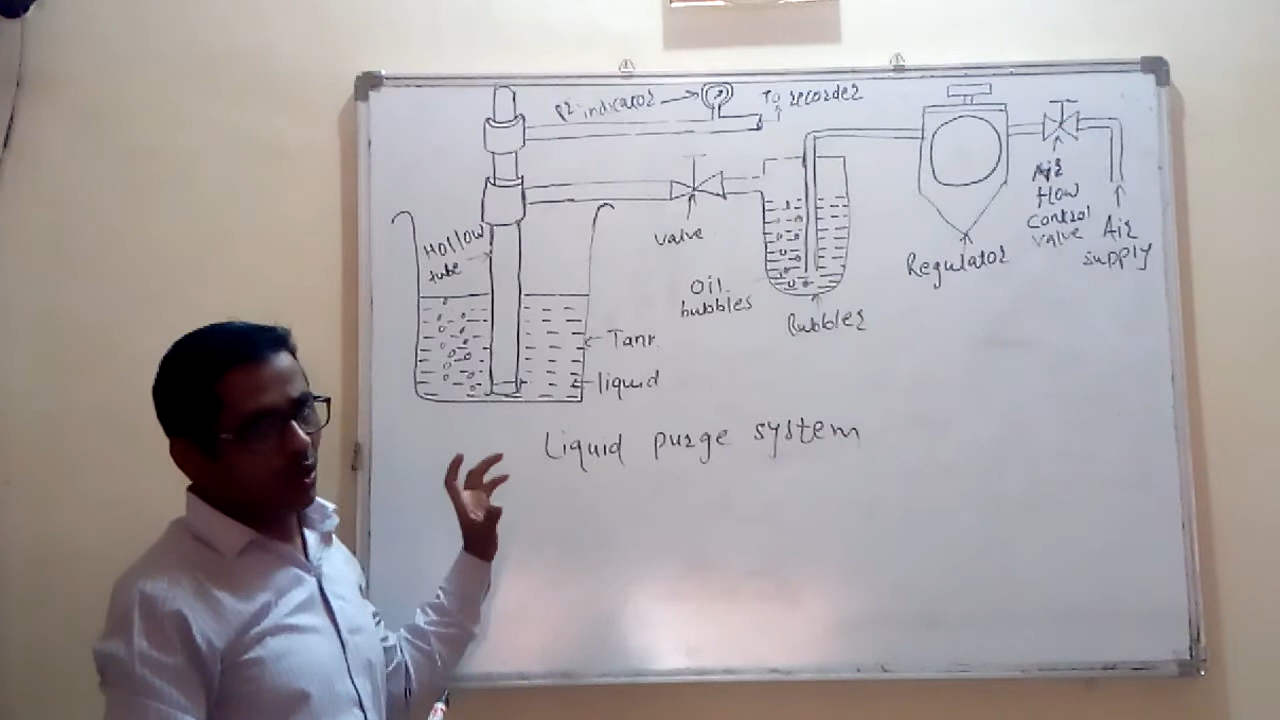 Pr indicator
To recorder
Hollow
tube
valve
Air
flow
control
valve
Air
supply
Regulator
Oil
bubbles
Bubbler
Tank
liquid
Liquid purge system